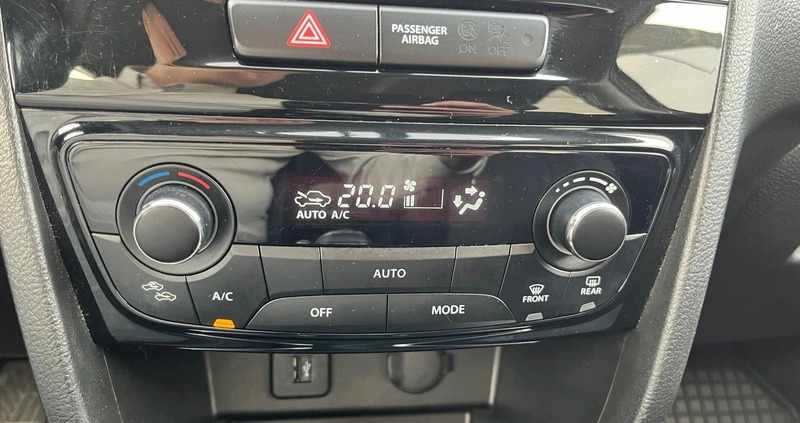 PASSENGER
AIRBAG
ON OFF
20.0
AUTO A/C
A/C
AUTO
OFF
MODE
FRONT
REAR